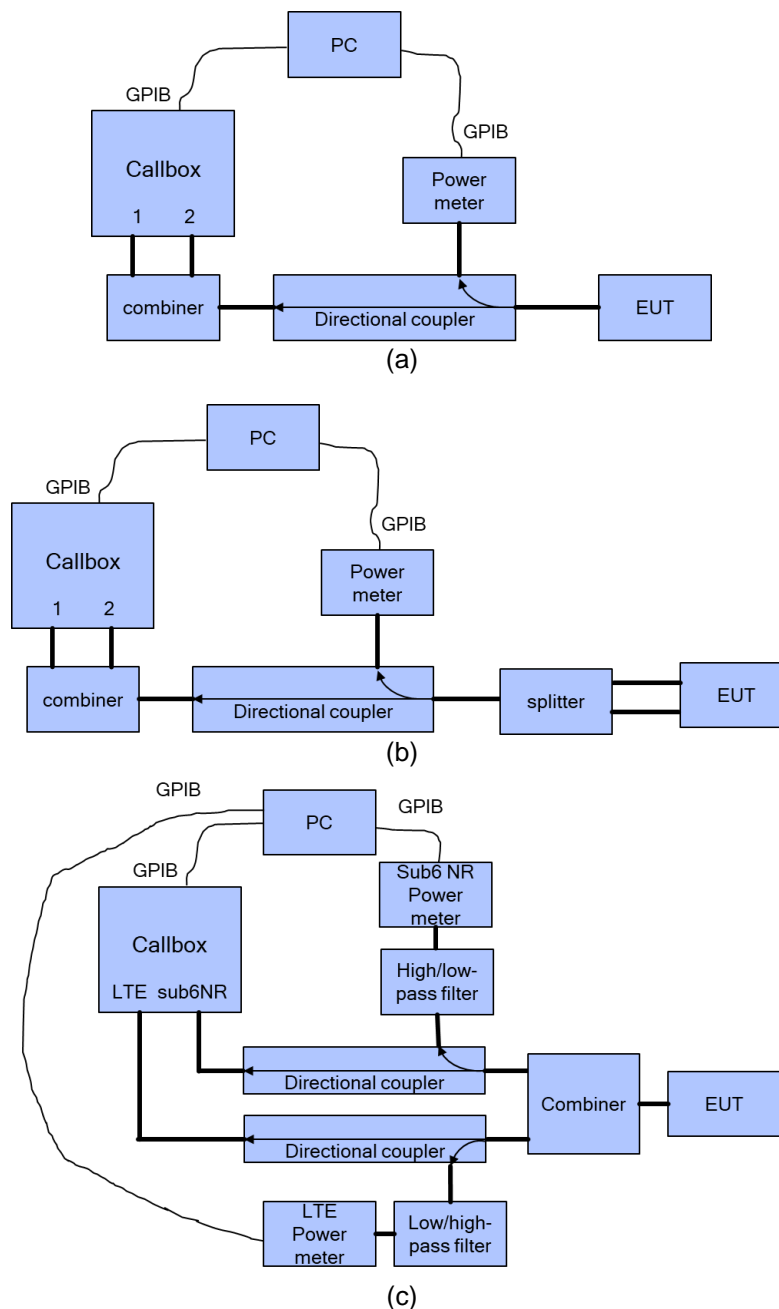 PC
GPIB
GPIB
Callbox
Power
meter
1 2
combiner
Directional coupler
EUT
(a)
PC
GPIB
GPIB
Callbox
Power
meter
1 2
combiner
Directional coupler
splitter
EUT
(b)
GPIB
PC
GPIB
GPIB
Sub6 NR
Power
meter
Callbox
LTE sub6NR
High/low-
pass filter
Directional coupler
Combiner
EUT
Directional coupler
LTE
Power
meter
Low/high-
pass filter
(c)